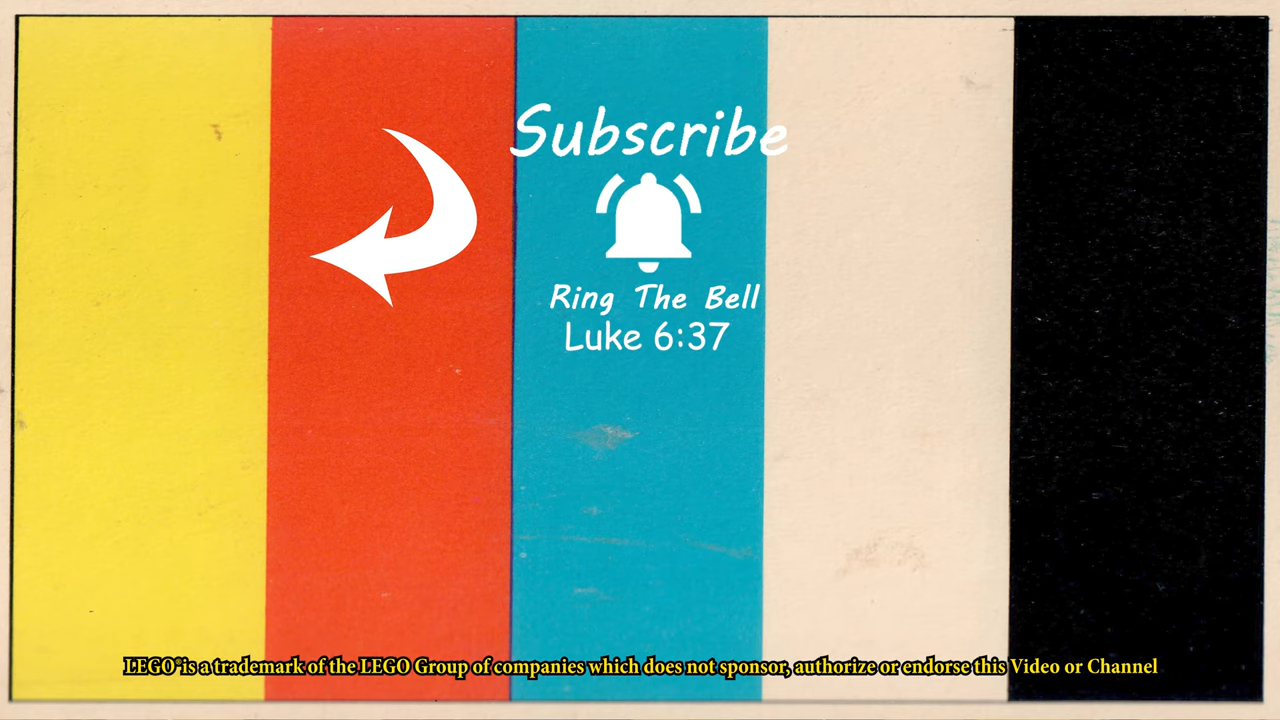 Subscribe
Ring The Bell
Luke 6:37
LEGO® is a trademark of the LEGO Group of companies which does not sponsor, authorize or endorse this Video or Channel